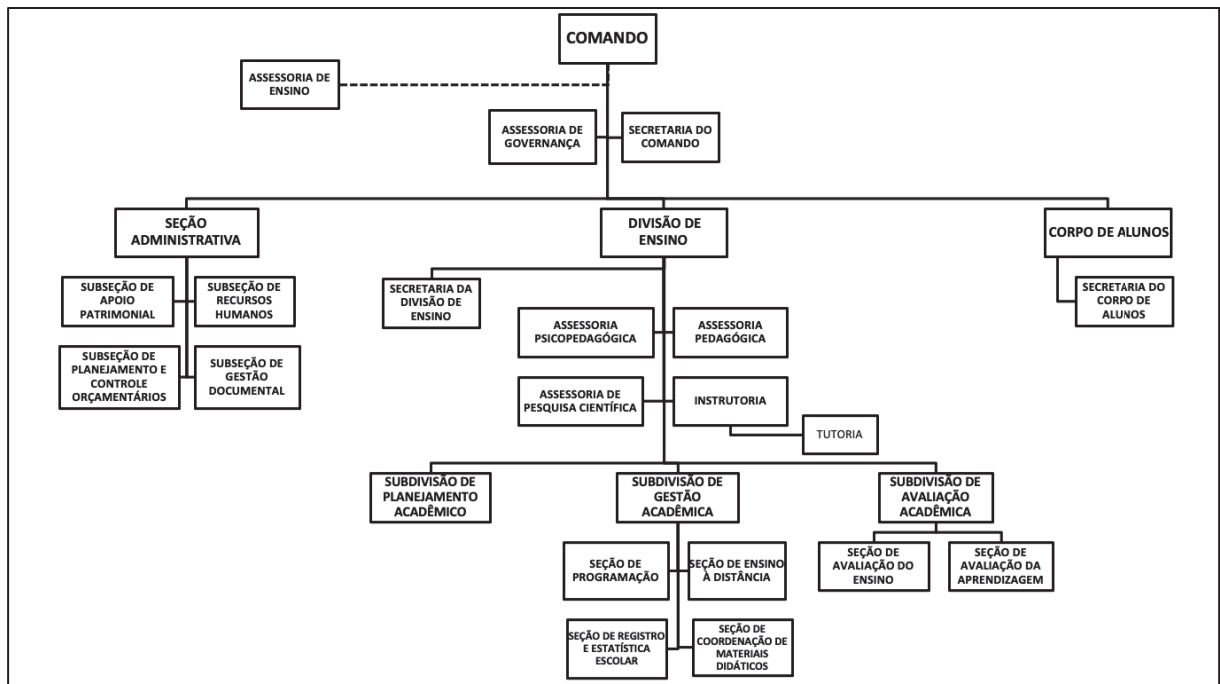 COMANDO
ASSESSORIA DE
ENSINO
ASSESSORIA DE
GOVERNANÇA
SECRETARIA DO
COMANDO
SEÇÃO
ADMINISTRATIVA
DIVISÃO DE
ENSINO
CORPO DE ALUNOS
SUBSEÇÃO DE
APOIO
PATRIMONIAL
SUBSEÇÃO DE
RECURSOS
HUMANOS
SECRETARIA DA
DIVISÃO DE
ENSINO
SECRETARIA DO
CORPO DE
ALUNOS
ASSESSORIA
PSICOPEDAGÓGICA
ASSESSORIA
PEDAGÓGICA
SUBSEÇÃO DE
PLANEJAMENTO E
CONTROLE
ORÇAMENTÁRIOS
SUBSEÇÃO DE
GESTÃO
DOCUMENTAL
ASSESSORIA DE
PESQUISA CIENTÍFICA
INSTRUTORIA
TUTORIA
SUBDIVISÃO DE
PLANEJAMENTO
ACADÊMICO
SUBDIVISÃO DE
GESTÃO
ACADÊMICA
SUBDIVISÃO DE
AVALIAÇÃO
ACADÊMICA
SEÇÃO DE
PROGRAMAÇÃO
SEÇÃO DE ENSINO
À DISTÂNCIA
SEÇÃO DE
AVALIAÇÃO DO
ENSINO
SEÇÃO DE
AVALIAÇÃO DA
APRENDIZAGEM
SEÇÃO DE REGISTRO
E ESTATÍSTICA
ESCOLAR
SEÇÃO DE
COORDENAÇÃO DE
MATERIAIS
DIDÁTICOS